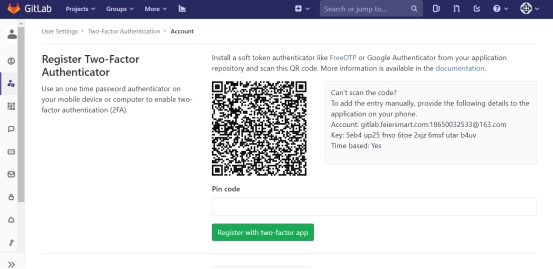 GitLab
Projects
Groups
More
Search or jump to...
User Settings > Two-Factor Authentication > Account
Register Two-Factor
Authenticator
Use an one time password authenticator on
your mobile device or computer to enable two-
factor authentication (2FA).
Install a soft token authenticator like FreeOTP or Google Authenticator from your application
repository and scan this QR code. More information is available in the documentation.
Can't scan the code?
To add the entry manually, provide the following details to the
application on your phone.
Account: gitlab.feiersmart.com:18650032533@163.com
Key: 5eb4 up25 fnso 6toe 2xjz 6mxf utar b4uv
Time based: Yes
Pin code
Register with two-factor app